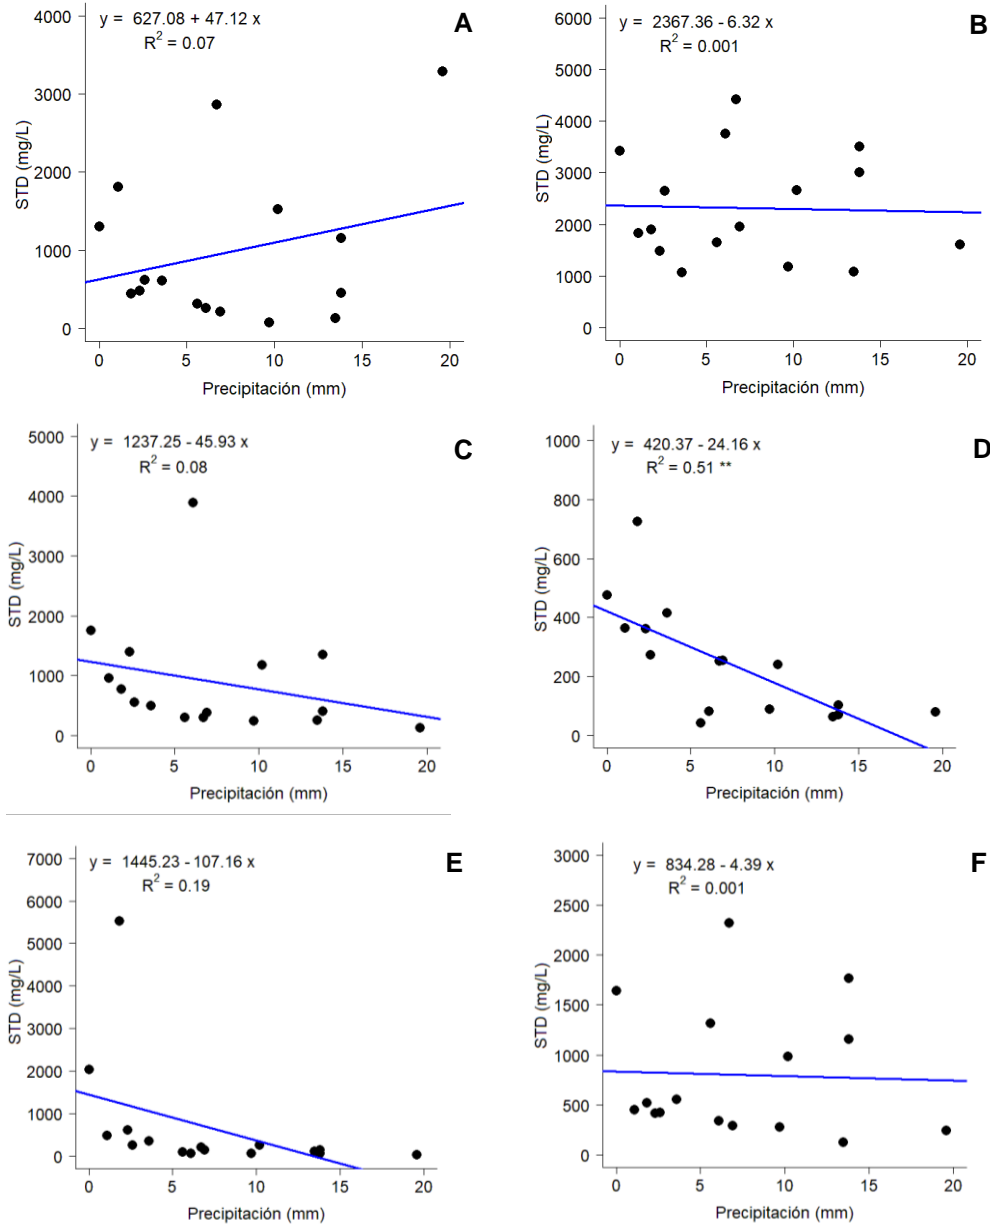 y = 627.08 + 47.12 x
R2 = 0.07
A
STD (mg/L)
4000
3000
2000
1000
0
0 5 10 15 20
Precipitación (mm)
y = 2367.36 - 6.32 x
R2 = 0.001
B
STD (mg/L)
6000
5000
4000
3000
2000
1000
0
0 5 10 15 20
Precipitación (mm)
y = 1237.25 - 45.93 x
R2 = 0.08
C
STD (mg/L)
5000
4000
3000
2000
1000
0
0 5 10 15 20
Precipitación (mm)
y = 420.37 - 24.16 x
R2 = 0.51 **
D
STD (mg/L)
1000
800
600
400
200
0
0 5 10 15 20
Precipitación (mm)
y = 1445.23 - 107.16 x
R2 = 0.19
E
STD (mg/L)
7000
6000
5000
4000
3000
2000
1000
0
0 5 10 15 20
Precipitación (mm)
y = 834.28 - 4.39 x
R2 = 0.001
F
STD (mg/L)
3000
2500
2000
1500
1000
500
0
0 5 10 15 20
Precipitación (mm)